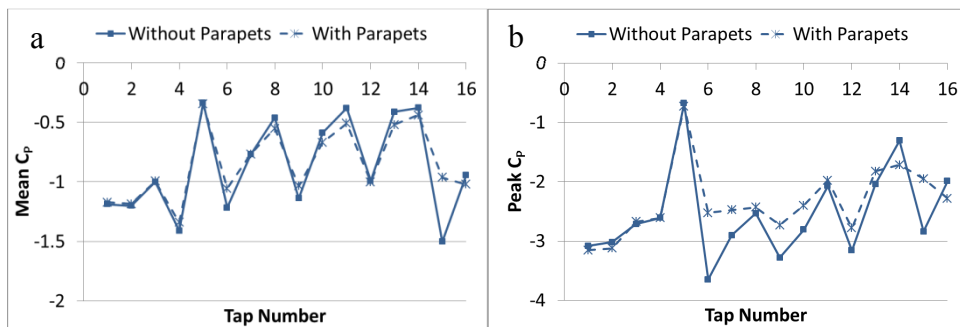 a
Without Parapets With Parapets
0
0 2 4 6 8 10 12 14 16
-0.5
-1
-1.5
-2
Mean CP
Tap Number
b
Without Parapets With Parapets
0
0 2 4 6 8 10 12 14 16
-1
-2
-3
-4
Peak CP
Tap Number